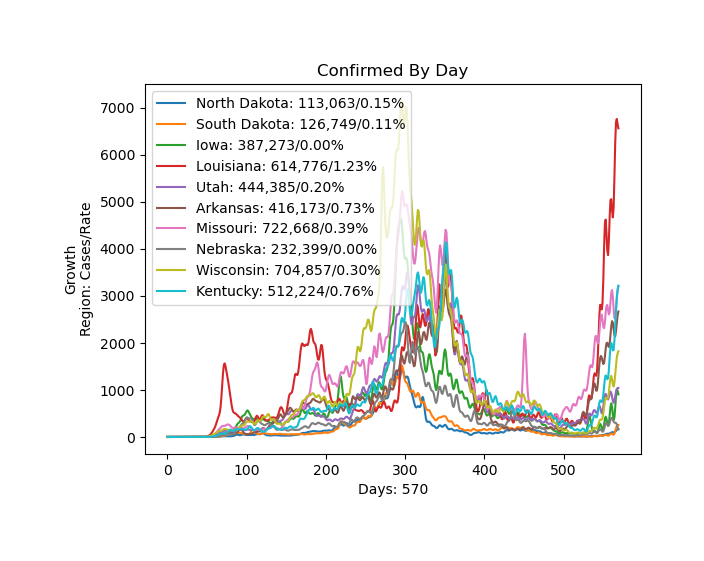 Confirmed By Day
Growth
Region: Cases/Rate
7000
6000
5000
4000
3000
2000
1000
0
North Dakota: 113,063/0.15%
South Dakota: 126,749/0.11%
Iowa: 387,273/0.00%
Louisiana: 614,776/1.23%
Utah: 444,385/0.20%
Arkansas: 416,173/0.73%
Missouri: 722,668/0.39%
Nebraska: 232,399/0.00%
Wisconsin: 704,857/0.30%
Kentucky: 512,224/0.76%
0 100 200 300 400 500
Days: 570